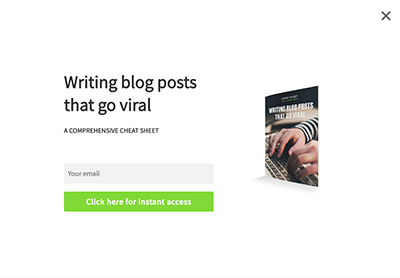 Writing blog posts
that go viral
A COMPREHENSIVE CHEAT SHEET
Your email
Click here for instant access
WRITING BLOG POSTS
THAT GO VIRAL